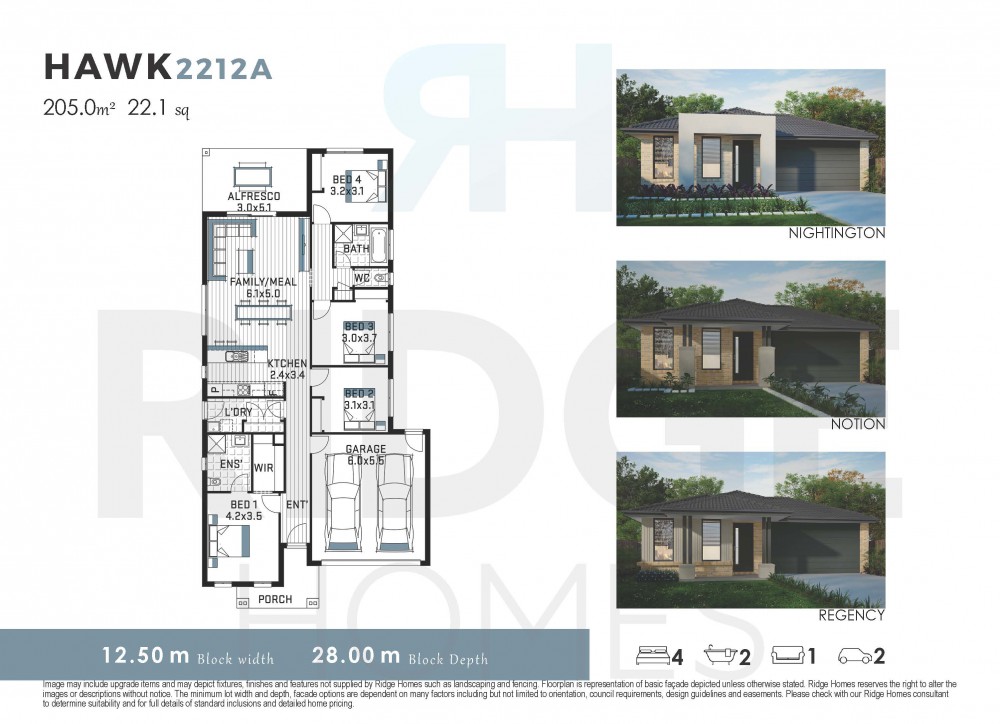 HAWK2212A
205.0m² 22.1 sq
RH
RIDGE
HOMES
ALFRESCO
3.0x5.1
BED 4
3.2x3.1
BATH
WC
FAMILY/MEAL
6.1x5.0
BED 3
3.0x3.7
KTCHEN
2.4x3.4
P
F
BED 2
3.1x3.1
L'DRY
GARAGE
6.0x5.5
ENS'
WIR
BED 1
4.2x3.5
ENT'
PORCH
NIGHTINGTON
NOTION
REGENCY
12.50 m Block width 28.00 m Block Depth
4 2 1 2
Image may include upgrade items and may depict fixtures, finishes and features not supplied by Ridge Homes such as landscaping and fencing. Floorplan is representation of basic façade depicted unless otherwise stated. Ridge Homes reserves the right to alter the
images or descriptions without notice. The minimum lot width and depth, facade options are dependent on many factors including but not limited to orientation, council requirements, design guidelines and easements. Please check with our Ridge Homes consultant
to determine suitability and for full details of standard inclusions and detailed home pricing.